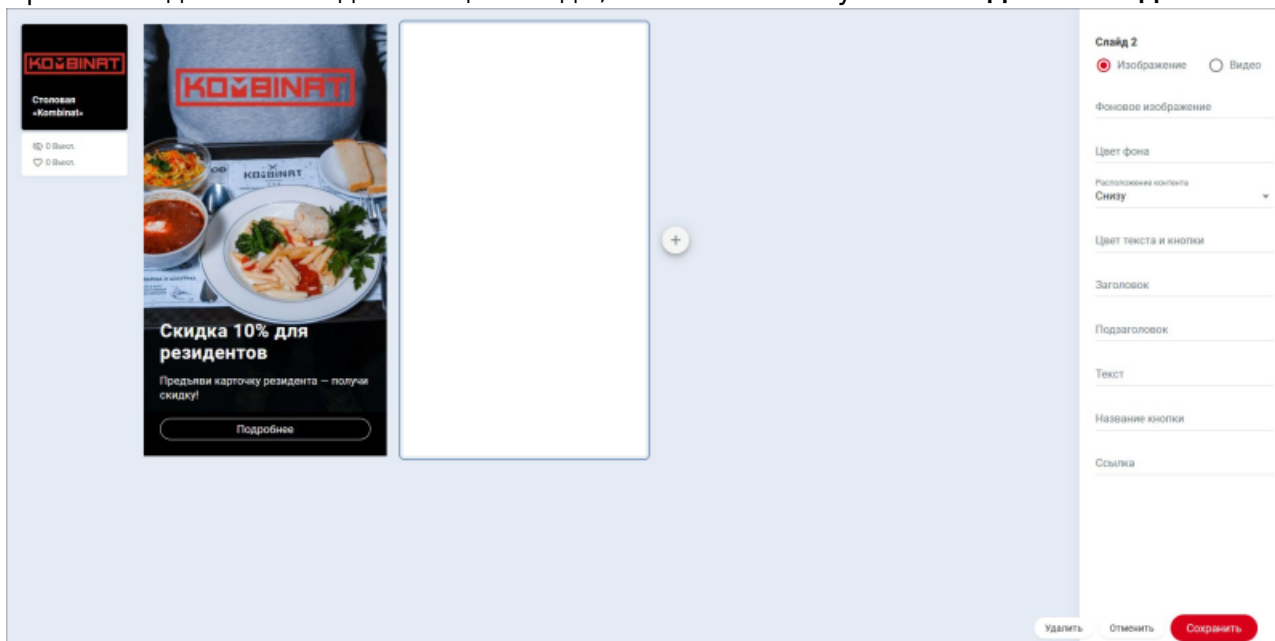 KOMBINAT
Столовая
«Kombinat»
0 Выкл.
0 Выкл.
KOMBINAT
KOMBINAT
Скидка 10% для
резидентов
Предъяви карточку резидента — получи
скидку!
Подробнее
+
Слайд 2
Изображение
Видео
Фоновое изображение
Цвет фона
Расположение контента
Снизу
Цвет текста и кнопки
Заголовок
Подзаголовок
Текст
Название кнопки
Ссылка
Удалить
Отменить
Сохранить